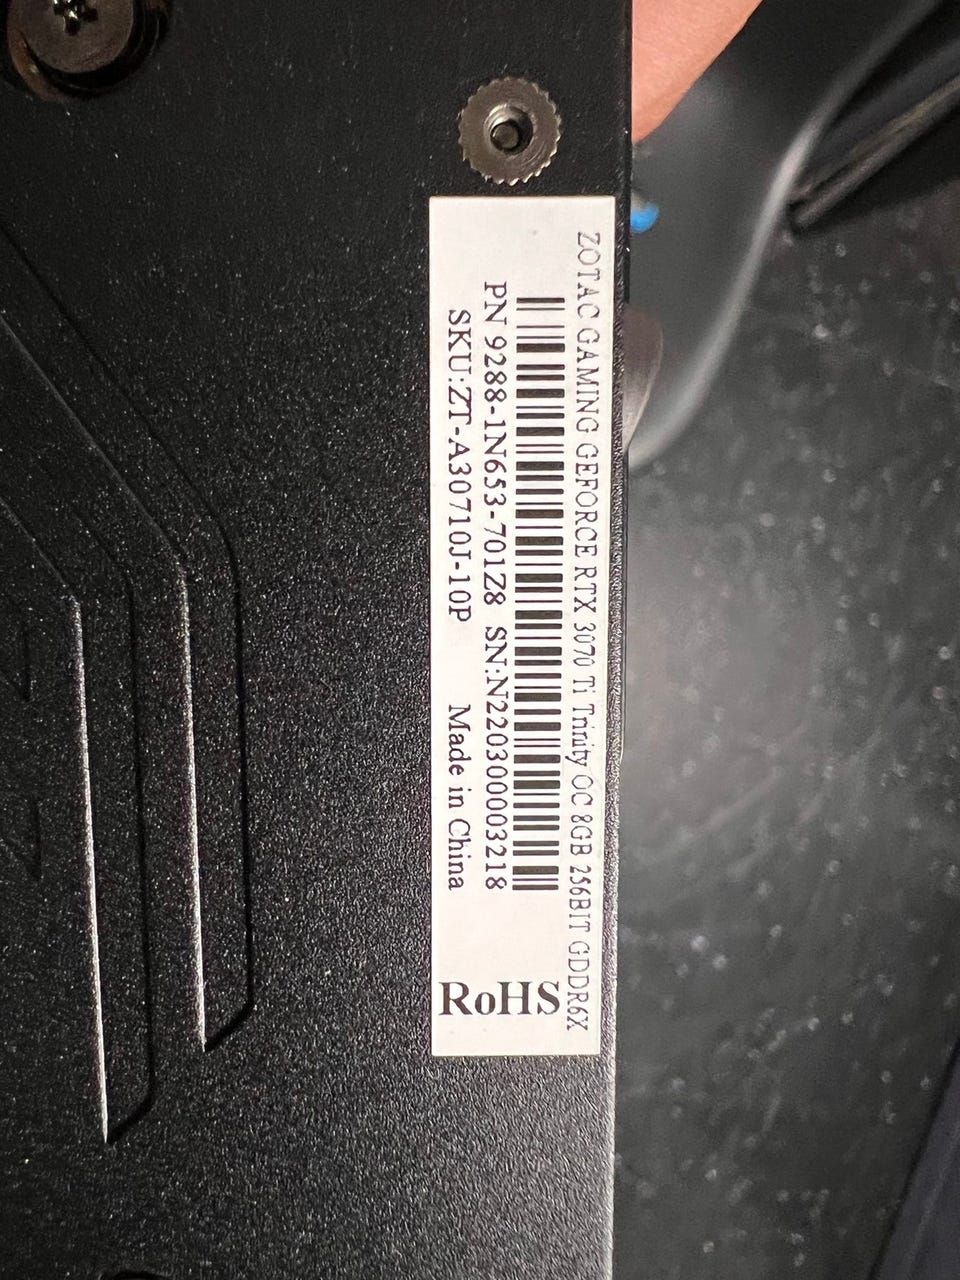 ZOTAC GAMING GEFORCE RTX 3070 Ti Trinity OC 8GB 256BIT GDDR6X
PN 9288-1N653-701Z8 SN:N220300003218
SKU:ZT-A30710J-10P Made in China
RoHS